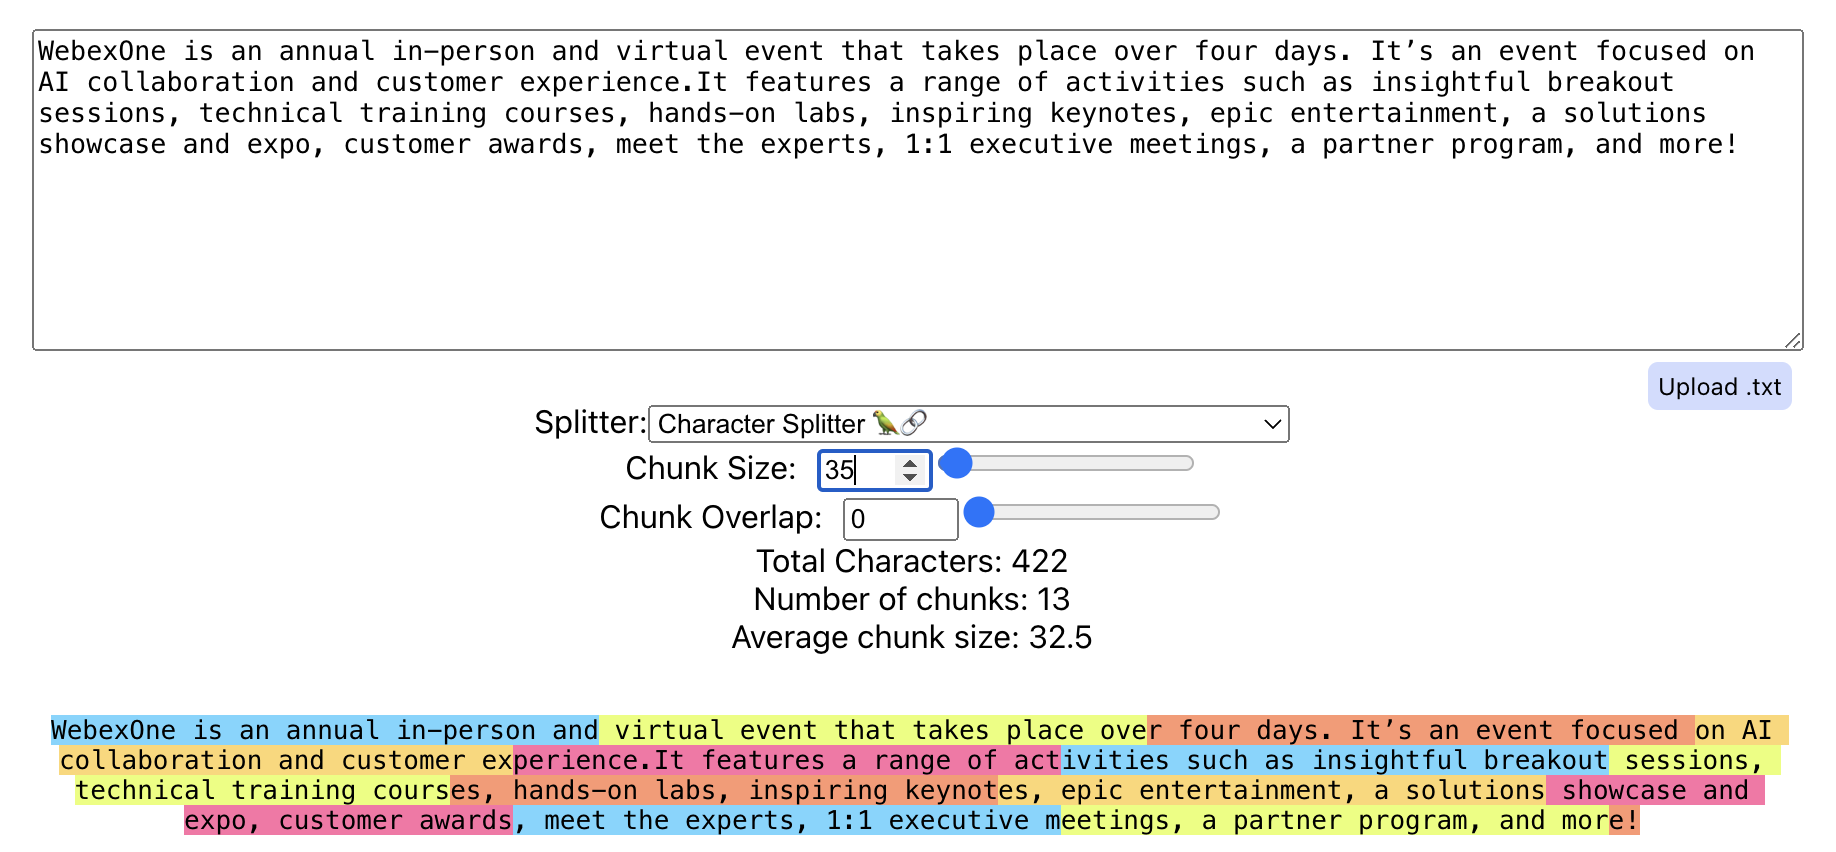 WebexOne is an annual in-person and virtual event that takes place over four days. It’s an event focused on
AI collaboration and customer experience.It features a range of activities such as insightful breakout
sessions, technical training courses, hands-on labs, inspiring keynotes, epic entertainment, a solutions
showcase and expo, customer awards, meet the experts, 1:1 executive meetings, a partner program, and more!
Upload .txt
Splitter: Character Splitter 🦜🔗
Chunk Size: 35
Chunk Overlap: 0
Total Characters: 422
Number of chunks: 13
Average chunk size: 32.5
WebexOne is an annual in-person and virtual event that takes place over four days. It’s an event focused on AI
collaboration and customer experience.It features a range of activities such as insightful breakout sessions,
technical training courses, hands-on labs, inspiring keynotes, epic entertainment, a solutions showcase and
expo, customer awards, meet the experts, 1:1 executive meetings, a partner program, and more!